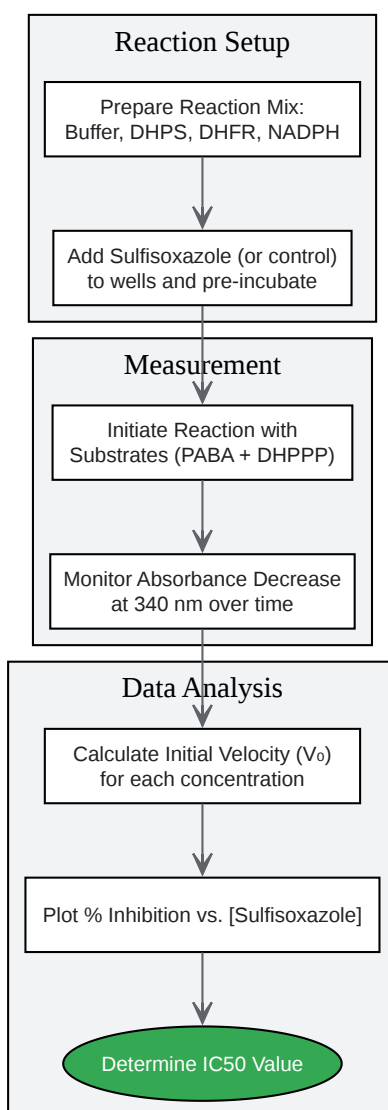 Reaction Setup
Prepare Reaction Mix:
Buffer, DHPS, DHFR, NADPH
Add Sulfisoxazole (or control)
to wells and pre-incubate
Measurement
Initiate Reaction with
Substrates (PABA + DHPPP)
Monitor Absorbance Decrease
at 340 nm over time
Data Analysis
Calculate Initial Velocity (V₀)
for each concentration
Plot % Inhibition vs. [Sulfisoxazole]
Determine IC50 Value